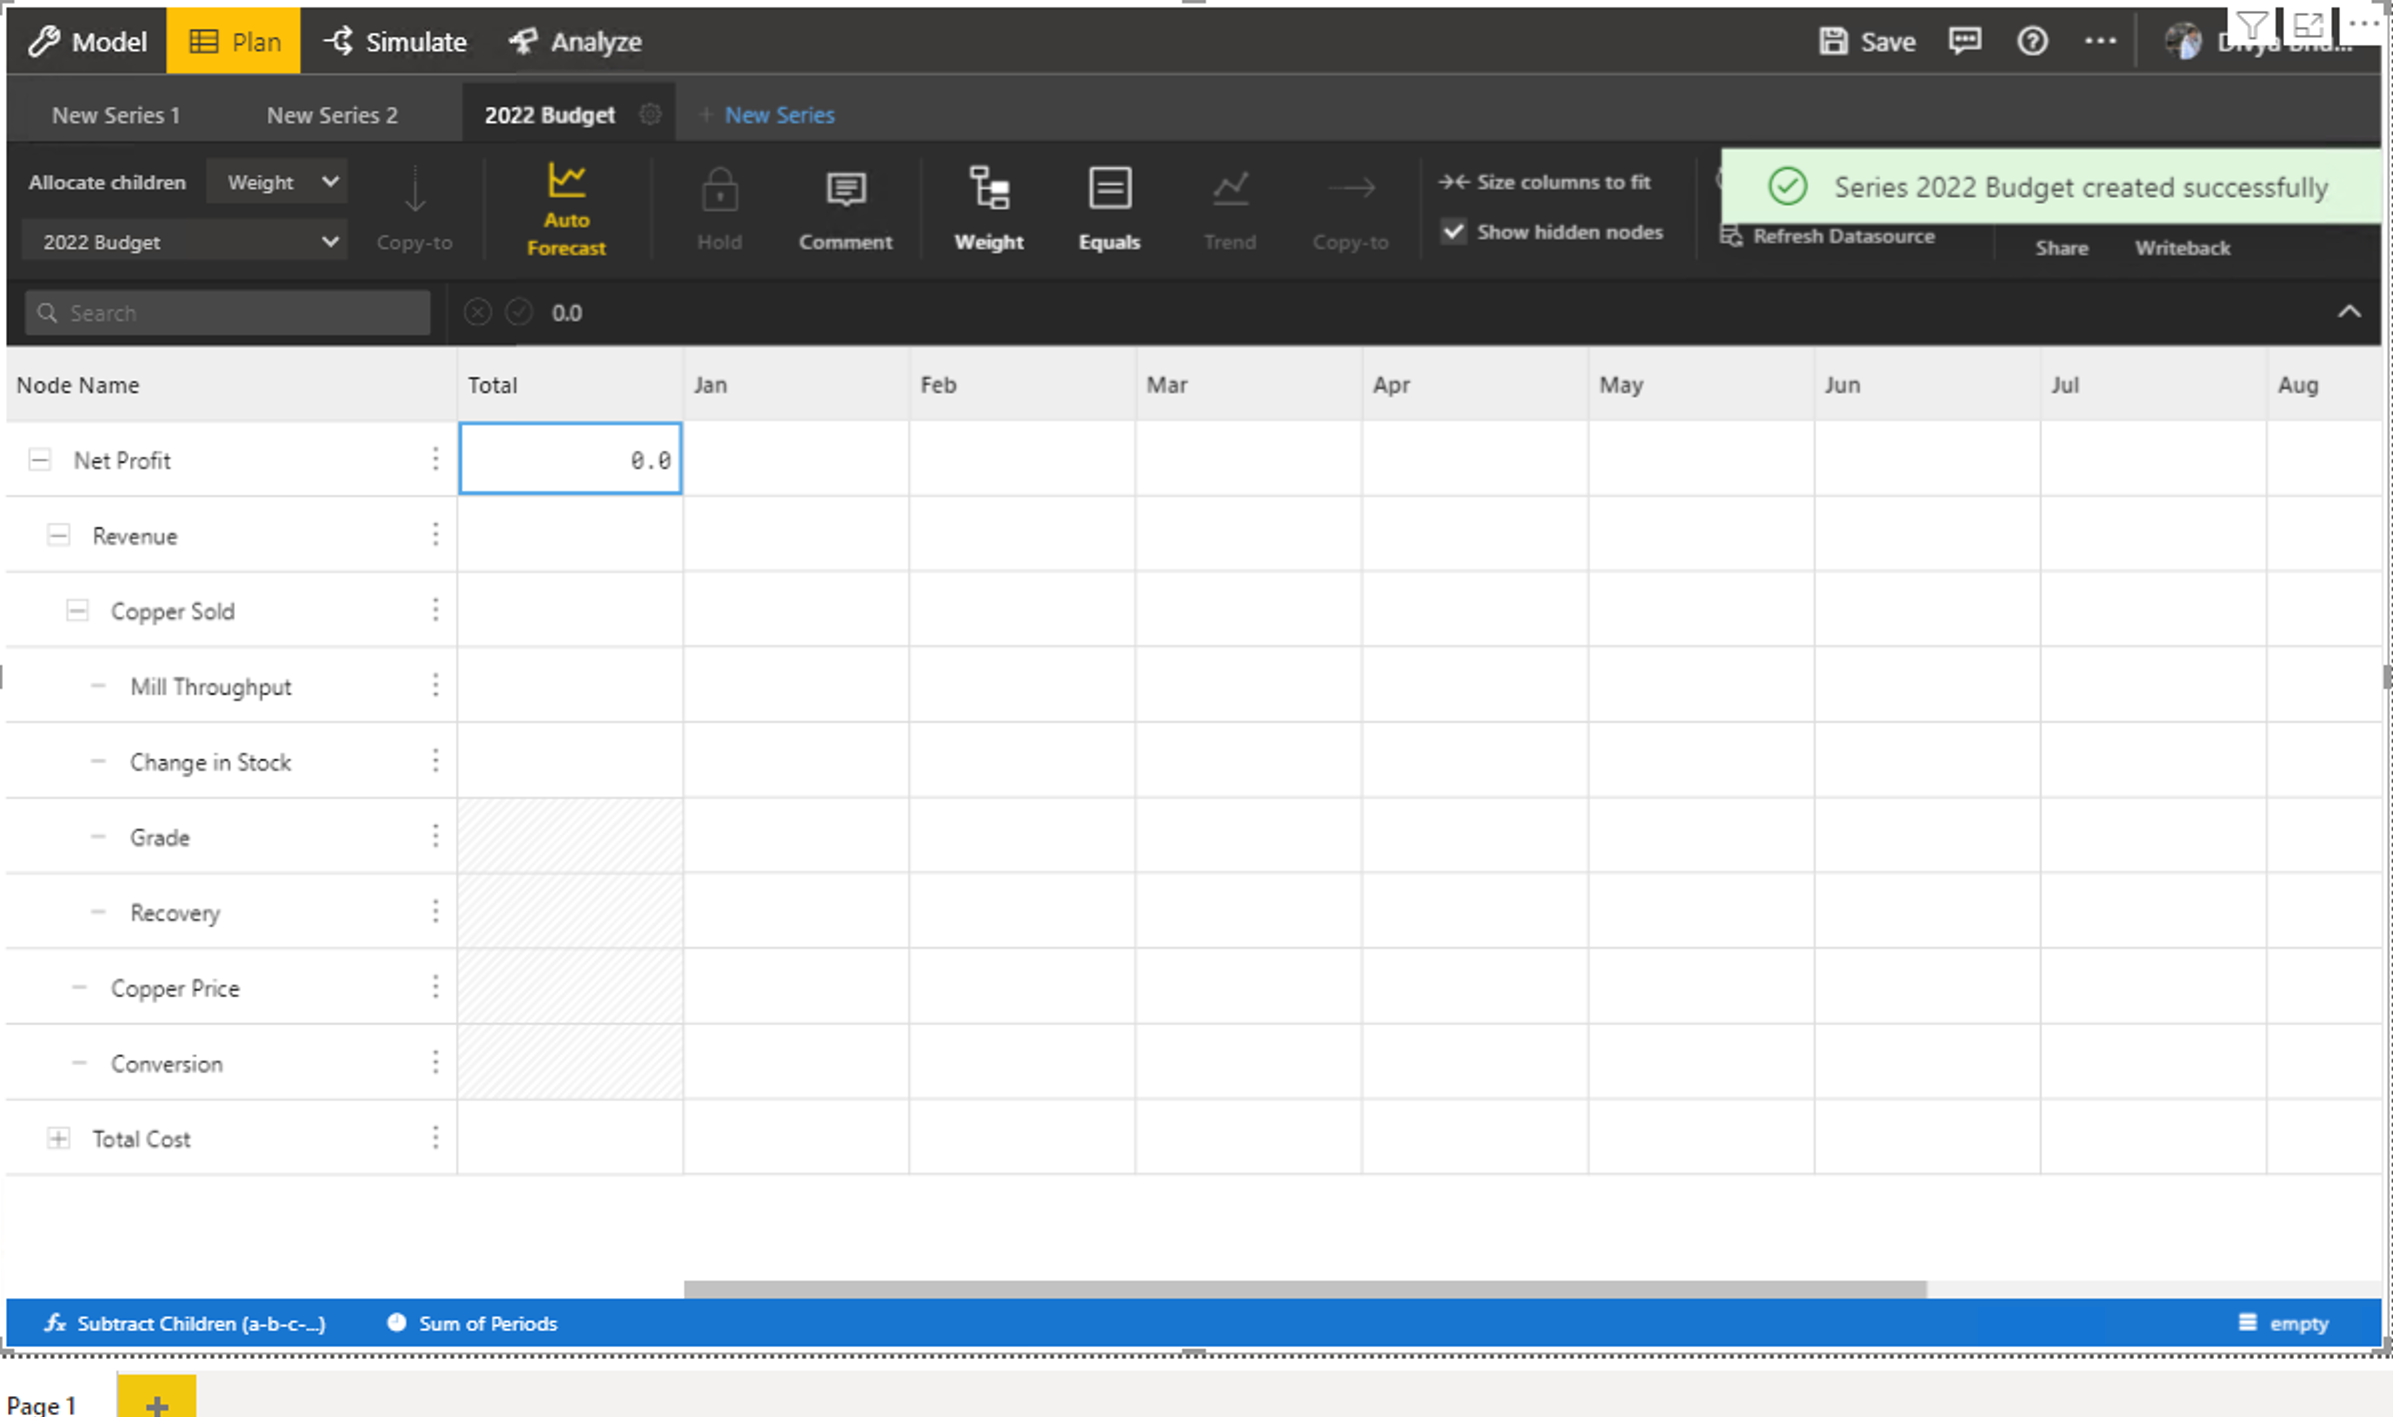 Model Plan Simulate Analyze Save
New Series 1 New Series 2 2022 Budget + New Series
Allocate children Weight
2022 Budget
Copy-to
Auto
Forecast
Hold
Comment
Weight
Equals
Trend
Copy-to
Size columns to fit
Show hidden nodes
Series 2022 Budget created successfully
Refresh Datasource
Share
Writeback
Search 0.0
Node Name Total Jan Feb Mar Apr May Jun Jul Aug
Net Profit 0.0
Revenue
Copper Sold
Mill Throughput
Change in Stock
Grade
Recovery
Copper Price
Conversion
Total Cost
fx Subtract Children (a-b-c-...) Sum of Periods empty
Page 1 +